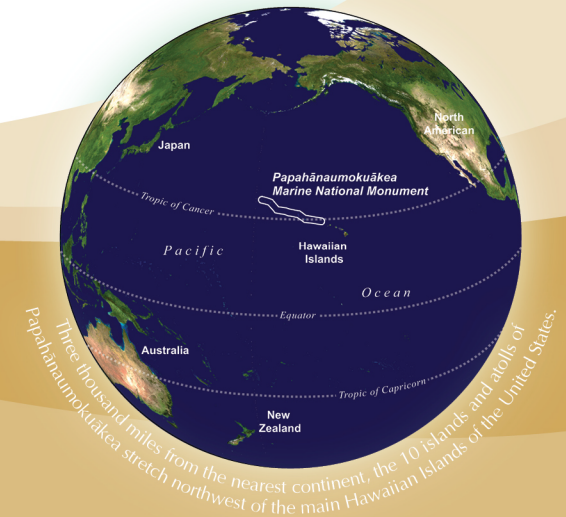 North
American
Japan
Papahānaumokuākea
Marine National Monument
Tropic of Cancer
Hawaiian
Islands
Pacific
Ocean
Equator
Australia
Tropic of Capricorn
New
Zealand
Three thousand miles from the nearest continent, the 10 islands and atolls of
Papahānaumokuākea stretch northwest of the main Hawaiian Islands of the United States.